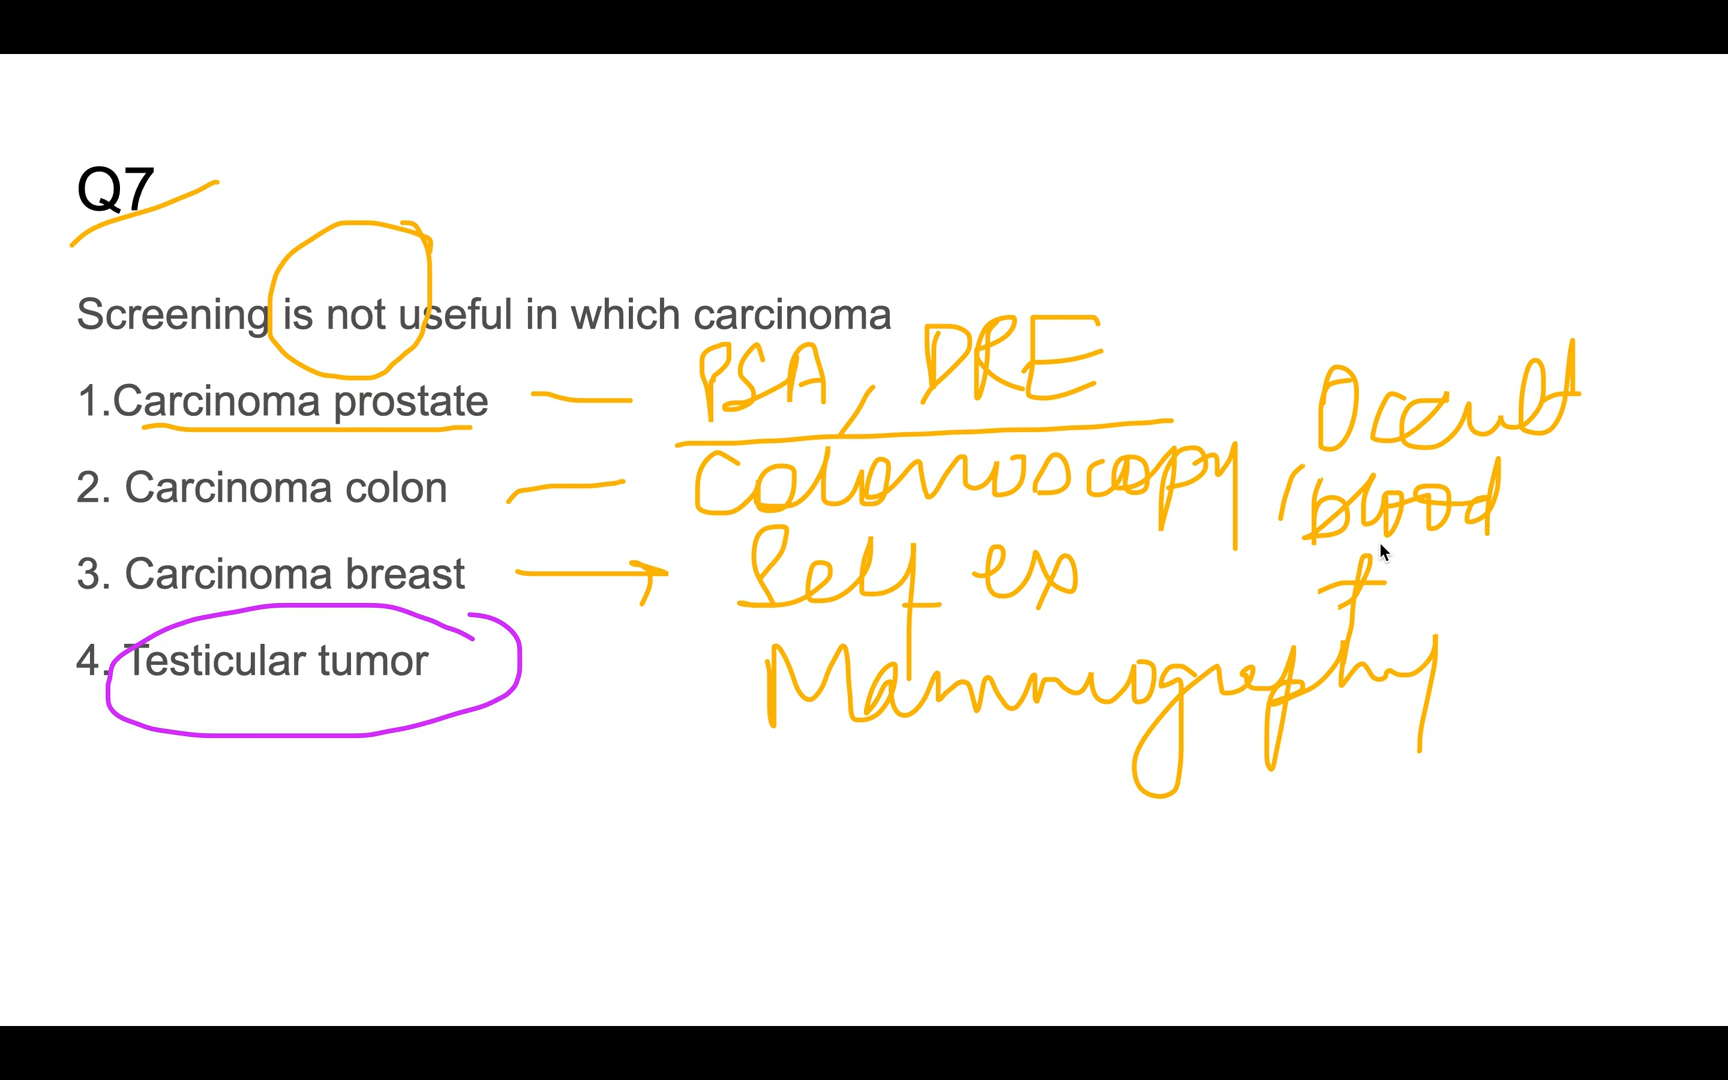 Q7
Screening is not useful in which carcinoma
1.Carcinoma prostate — PSA, DRE
2. Carcinoma colon — Colonoscopy
Occult
blood
t
3. Carcinoma breast → Self ex
Mammography
4. Testicular tumor